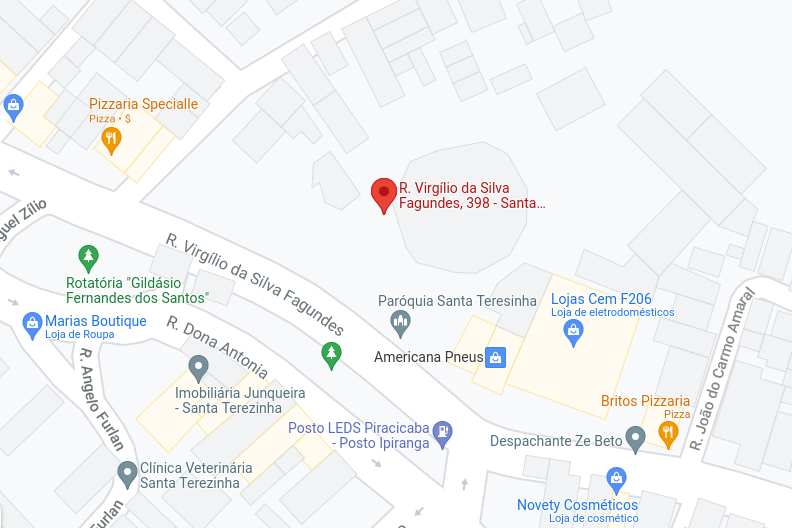 Pizzaria Specialle
Pizza • $
R. Virgílio da Silva
Fagundes, 398 - Santa…
guel Zílio
R. Virgílio da Silva Fagundes
Rotatória "Gildásio
Fernandes dos Santos"
Paróquia Santa Teresinha
Lojas Cem F206
Loja de eletrodomésticos
Marias Boutique
Loja de Roupa
R. Dona Antonia
Americana Pneus
R. João do Carmo Amaral
R. Angelo Furlan
Imobiliária Junqueira
- Santa Terezinha
Britos Pizzaria
Pizza
Posto LEDS Piracicaba
- Posto Ipiranga
Despachante Ze Beto
Clínica Veterinária
Santa Terezinha
Novety Cosméticos
Loja de cosmético
Furlan